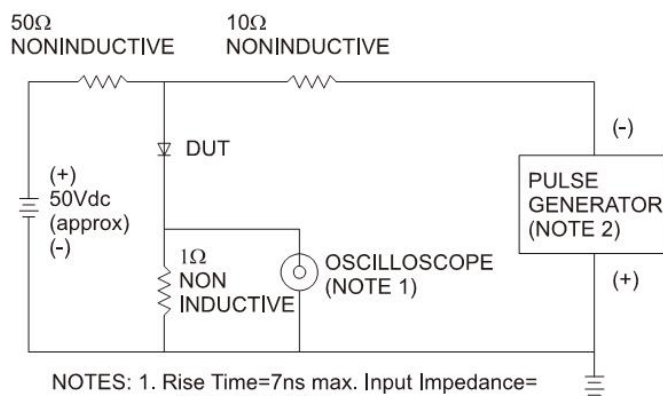 50Ω
NONINDUCTIVE
10Ω
NONINDUCTIVE
DUT
(+)
50Vdc
(approx)
(-)
1Ω
NON
INDUCTIVE
OSCILLOSCOPE
(NOTE 1)
(-)
PULSE
GENERATOR
(NOTE 2)
(+)
NOTES: 1. Rise Time=7ns max. Input Impedance=